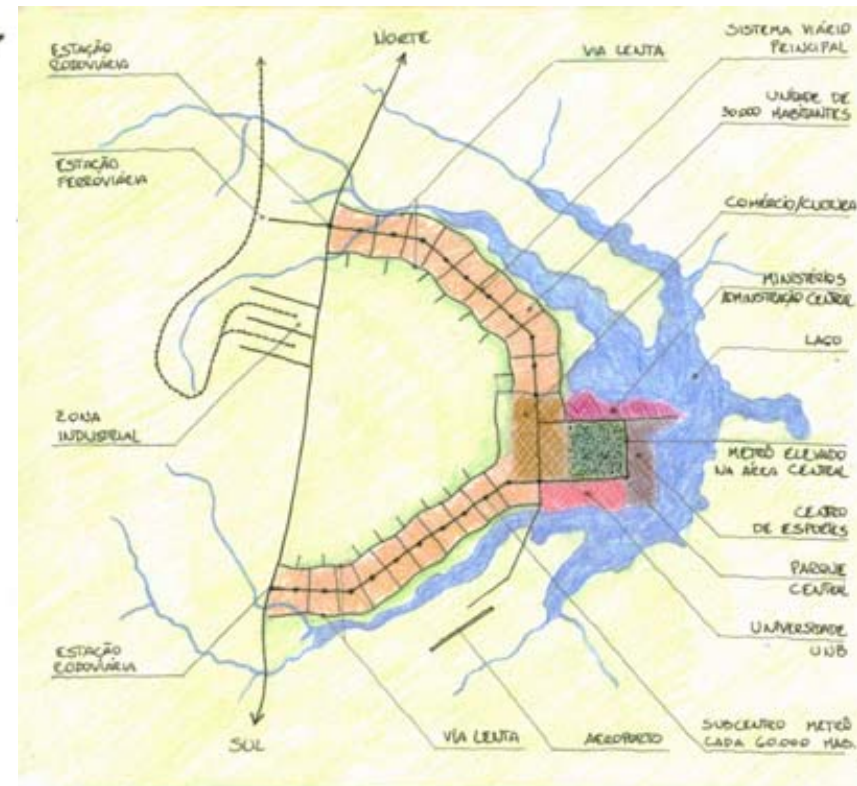 ESTAÇÃO
RODOVIÁRIA
NORTE
VIA LENTA
SISTEMA VIÁRIO
PRINCIPAL
UNIDADE DE
30.000 HABITANTES
ESTAÇÃO
FERROVIÁRIA
COMÉRCIO/CULTURA
MINISTÉRIOS
ADMINISTRAÇÃO CENTRAL
LAGO
ZONA
INDUSTRIAL
METRÔ ELEVADO
NA ÁREA CENTRAL
CENTRO
DE ESPORTES
PARQUE
CENTRAL
UNIVERSIDADE
UNB
ESTAÇÃO
RODOVIÁRIA
SUL
VIA LENTA
AEROPORTO
SUBCENTRO METRÔ
CADA 60.000 HAB.